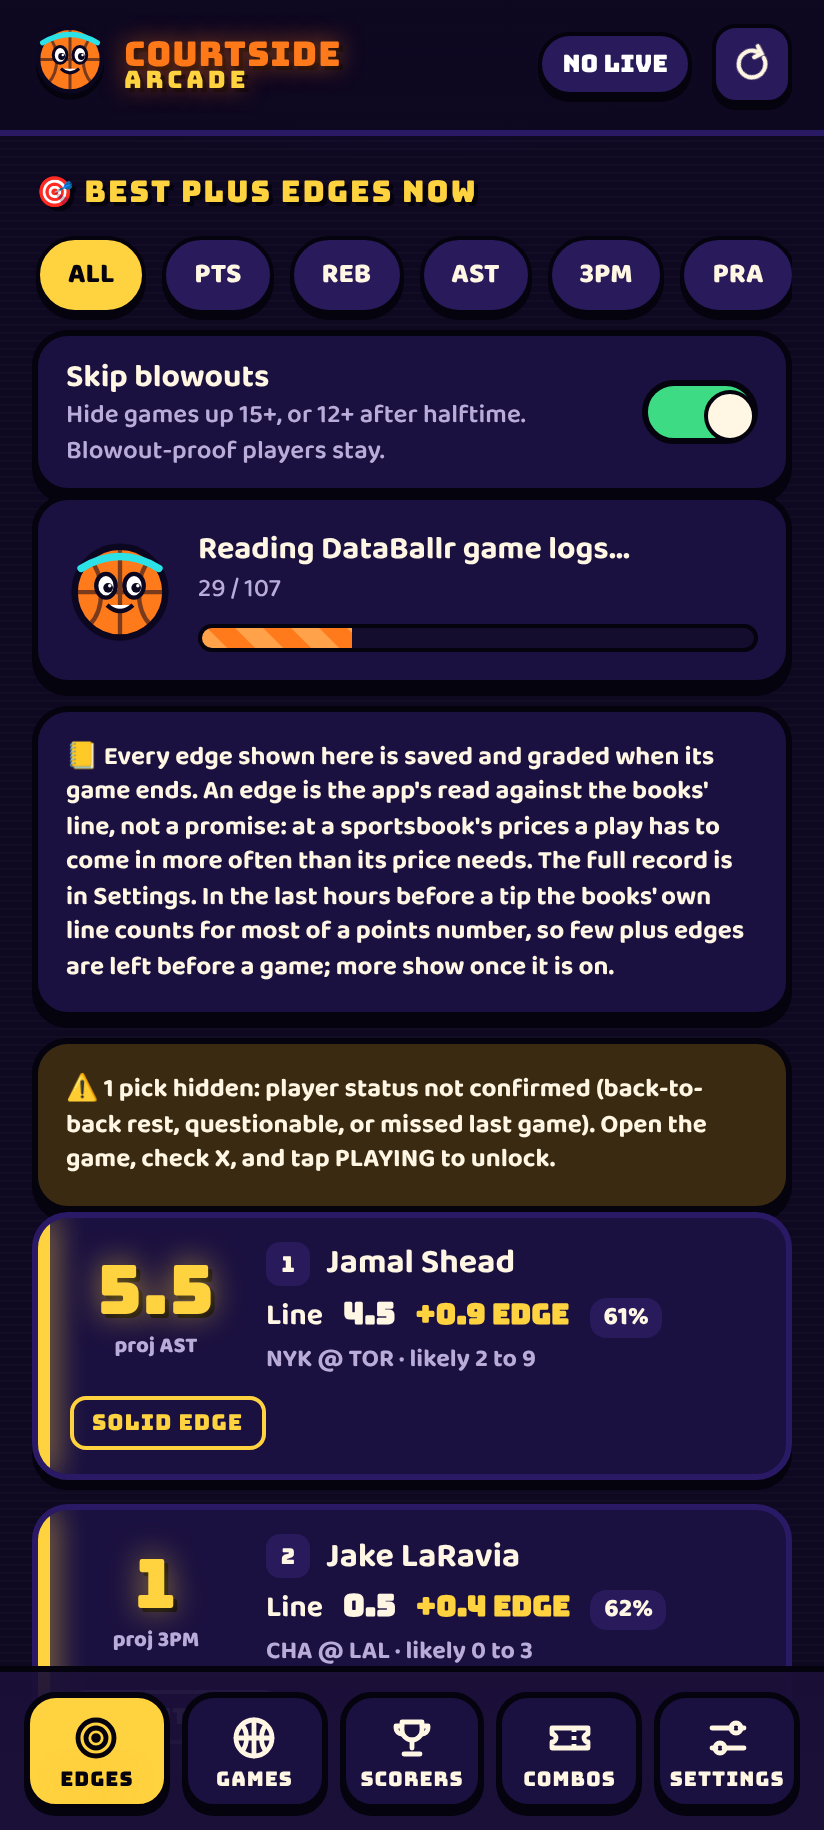 COURTSIDE
ARCADE
NO LIVE
🎯 BEST PLUS EDGES NOW
ALL PTS REB AST 3PM PRA
Skip blowouts
Hide games up 15+, or 12+ after halftime.
Blowout-proof players stay.
Reading DataBallr game logs...
29 / 107
📒 Every edge shown here is saved and graded when its
game ends. An edge is the app's read against the books'
line, not a promise: at a sportsbook's prices a play has to
come in more often than its price needs. The full record is
in Settings. In the last hours before a tip the books' own
line counts for most of a points number, so few plus edges
are left before a game; more show once it is on.
⚠️ 1 pick hidden: player status not confirmed (back-to-
back rest, questionable, or missed last game). Open the
game, check X, and tap PLAYING to unlock.
5.5
proj AST
1 Jamal Shead
Line 4.5 +0.9 EDGE 61%
NYK @ TOR · likely 2 to 9
SOLID EDGE
1
proj 3PM
2 Jake LaRavia
Line 0.5 +0.4 EDGE 62%
CHA @ LAL · likely 0 to 3
EDGES GAMES SCORERS COMBOS SETTINGS